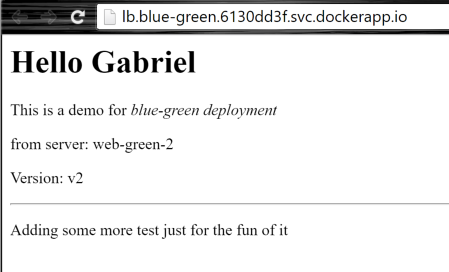 lb.blue-green.6130dd3f.svc.dockerapp.io
Hello Gabriel
This is a demo for blue-green deployment
from server: web-green-2
Version: v2
Adding some more test just for the fun of it